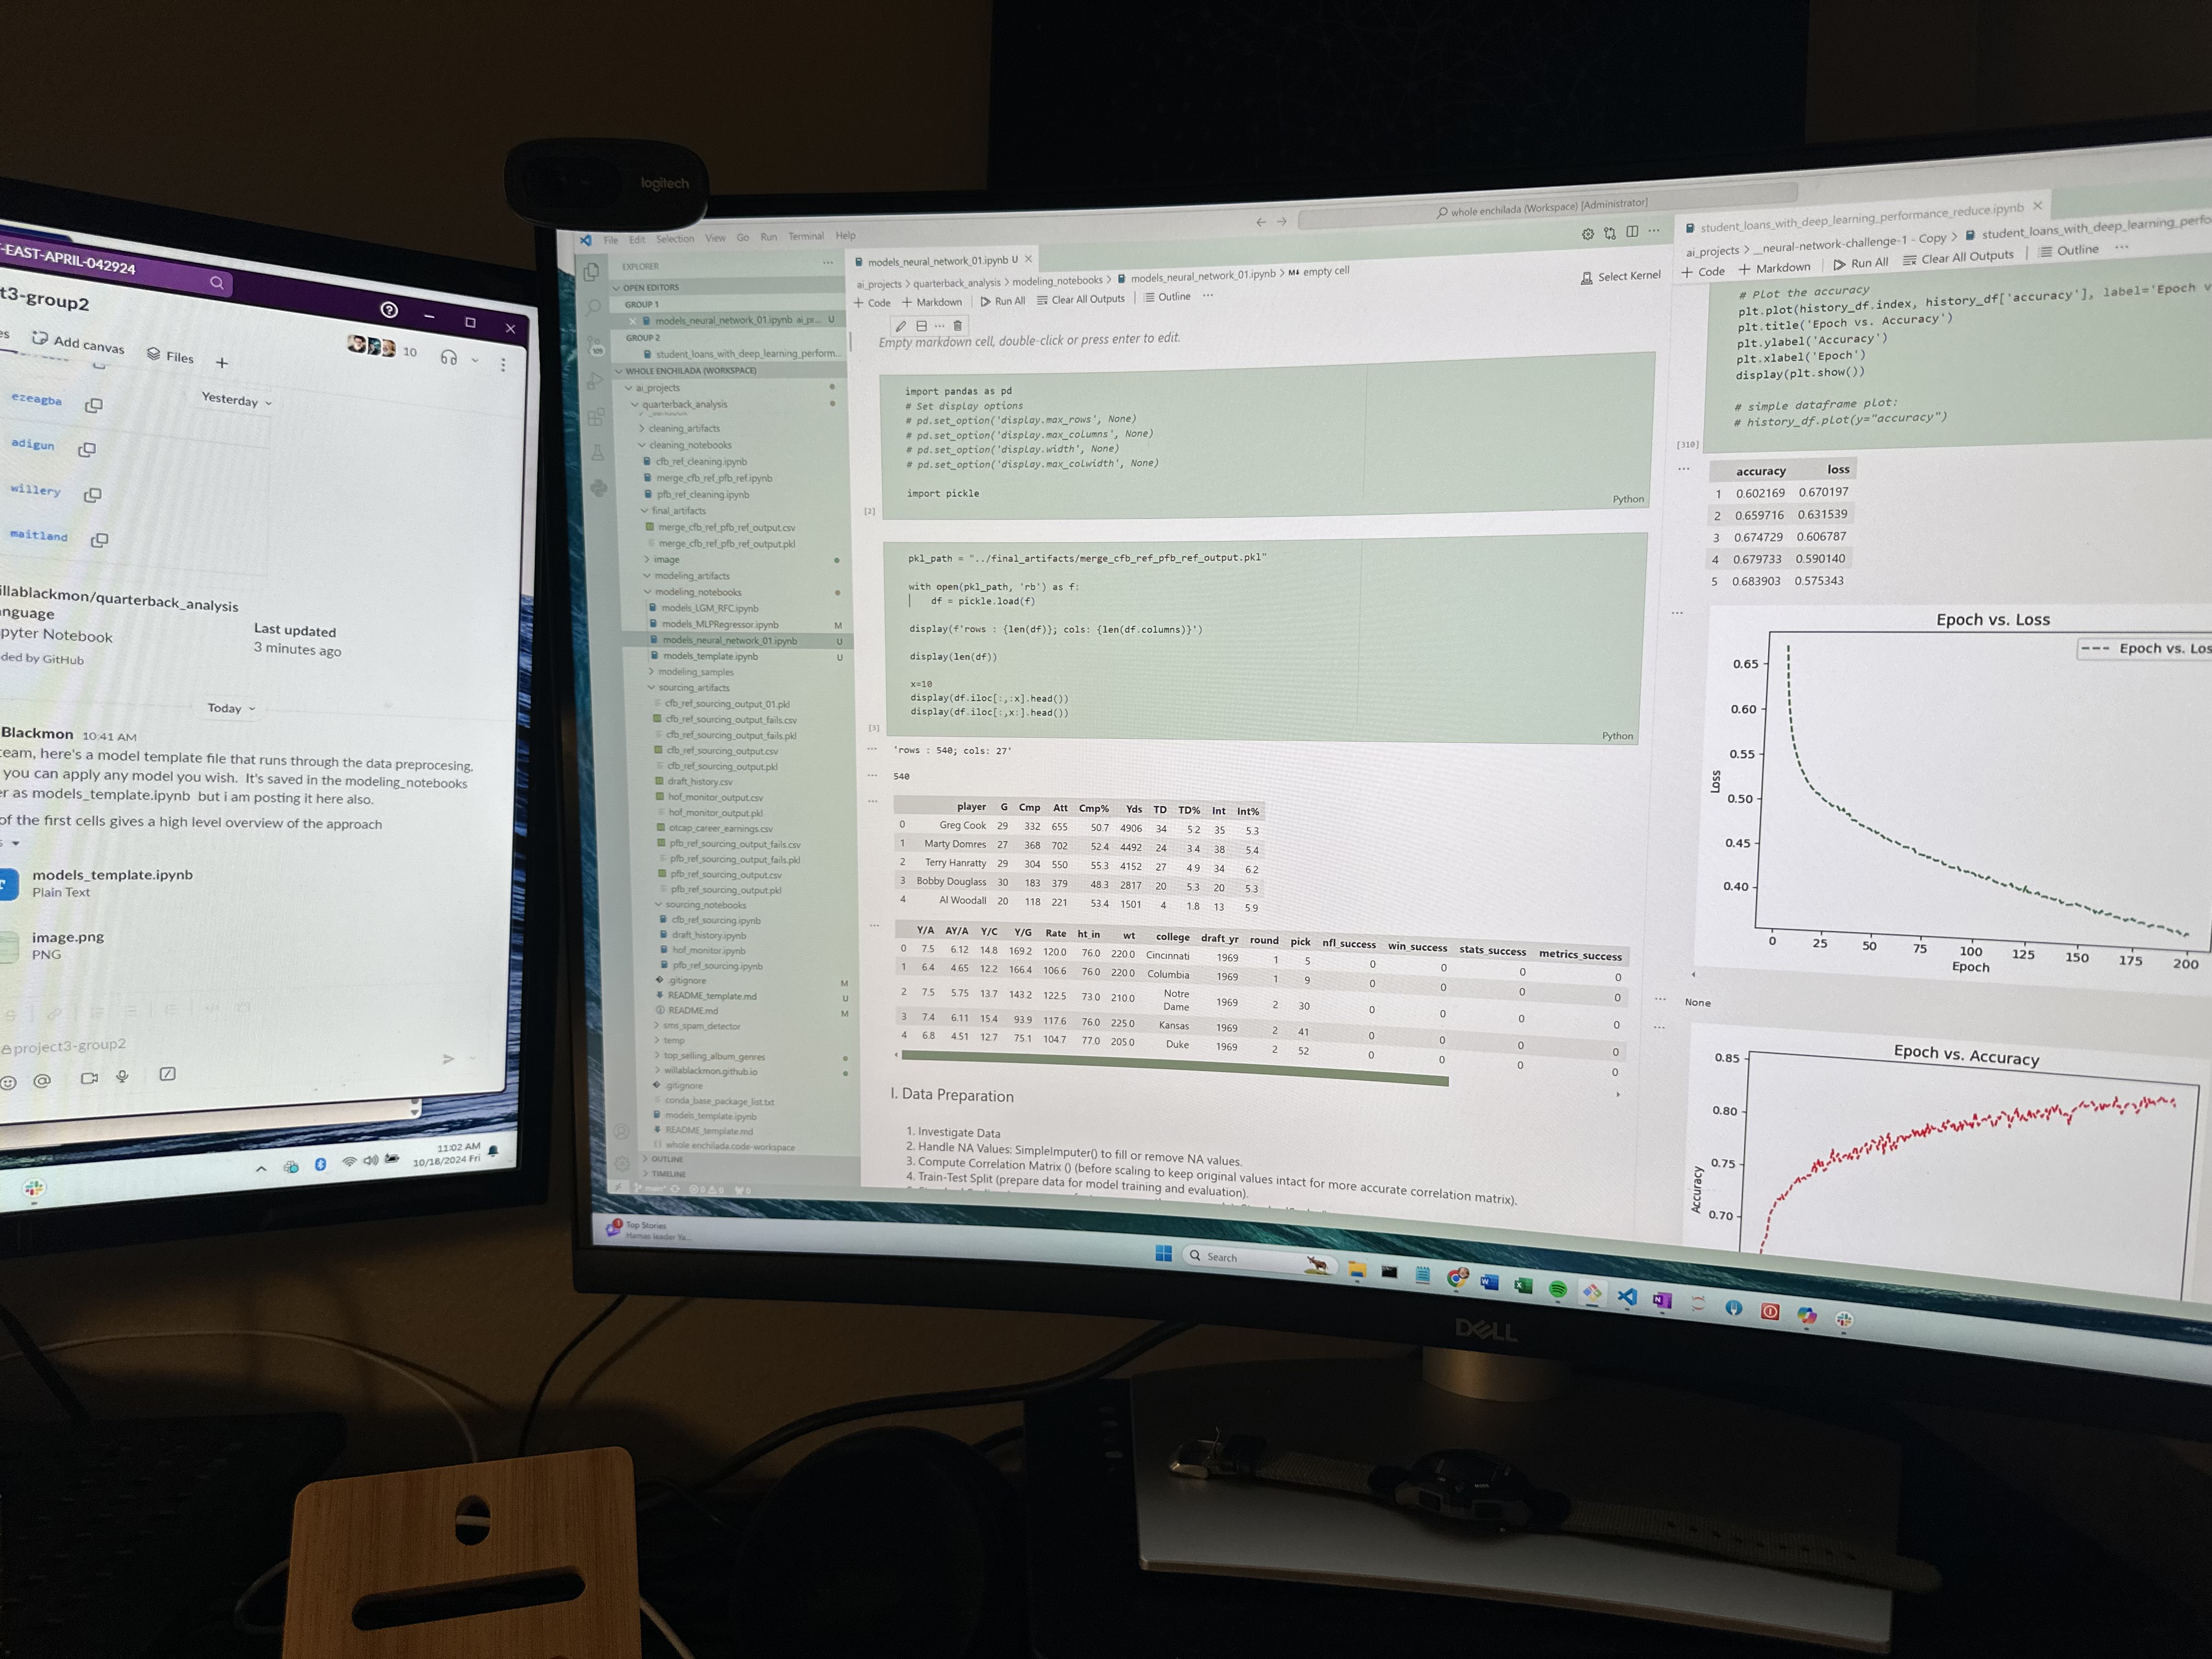 logitech
-EAST-APRIL-042924
t3-group2
Add canvas
Files
10
Yesterday
ezeagba
adigun
willery
maitland
illablackmon/quarterback_analysis
nguage
Last updated
pyter Notebook
3 minutes ago
ded by GitHub
Today
Blackmon 10:41 AM
team, here's a model template file that runs through the data preprocesing,
you can apply any model you wish. It's saved in the modeling_notebooks
er as models_template.ipynb but i am posting it here also.
of the first cells gives a high level overview of the approach
models_template.ipynb
Plain Text
image.png
PNG
project3-group2
11:02 AM
10/18/2024 Fri
File Edit Selection View Go Run Terminal Help
whole enchilada (Workspace) [Administrator]
EXPLORER
OPEN EDITORS
GROUP 1
models_neural_network_01.ipynb ai_pr... U
GROUP 2
student_loans_with_deep_learning_perform...
WHOLE ENCHILADA (WORKSPACE)
ai_projects
quarterback_analysis
cleaning_artifacts
cleaning_notebooks
cfb_ref_cleaning.ipynb
merge_cfb_ref_pfb_ref.ipynb
pfb_ref_cleaning.ipynb
final_artifacts
merge_cfb_ref_pfb_ref_output.csv
merge_cfb_ref_pfb_ref_output.pkl
image
modeling_artifacts
modeling_notebooks
models_LGM_RFC.ipynb
models_MLPRegressor.ipynb M
models_neural_network_01.ipynb U
models_template.ipynb U
modeling_samples
sourcing_artifacts
cfb_ref_sourcing_output_01.pkl
cfb_ref_sourcing_output_fails.csv
cfb_ref_sourcing_output_fails.pkl
cfb_ref_sourcing_output.csv
cfb_ref_sourcing_output.pkl
draft_history.csv
hof_monitor_output.csv
hof_monitor_output.pkl
otcap_career_earnings.csv
pfb_ref_sourcing_output_fails.csv
pfb_ref_sourcing_output_fails.pkl
pfb_ref_sourcing_output.csv
pfb_ref_sourcing_output.pkl
sourcing_notebooks
cfb_ref_sourcing.ipynb
draft_history.ipynb
hof_monitor.ipynb
pfb_ref_sourcing.ipynb
.gitignore M
README_template.md U
README.md M
sms_spam_detector
temp
top_selling_album_genres
willablackmon.github.io
.gitignore
conda_base_package_list.txt
models_template.ipynb
README_template.md
{} whole enchilada.code-workspace
OUTLINE
TIMELINE
main*
models_neural_network_01.ipynb U
ai_projects > quarterback_analysis > modeling_notebooks > models_neural_network_01.ipynb > M↓ empty cell
+ Code + Markdown Run All Clear All Outputs Outline ...
Select Kernel
Empty markdown cell, double-click or press enter to edit.
import pandas as pd
# Set display options
# pd.set_option('display.max_rows', None)
# pd.set_option('display.max_columns', None)
# pd.set_option('display.width', None)
# pd.set_option('display.max_colwidth', None)
import pickle
[2]
Python
pkl_path = "../final_artifacts/merge_cfb_ref_pfb_ref_output.pkl"
with open(pkl_path, 'rb') as f:
df = pickle.load(f)
display(f'rows : {len(df)}; cols: {len(df.columns)}')
display(len(df))
x=10
display(df.iloc[:,:x].head())
display(df.iloc[:,x:].head())
[3]
Python
'rows : 540; cols: 27'
540
player G Cmp Att Cmp% Yds TD TD% Int Int%
0 Greg Cook 29 332 655 50.7 4906 34 5.2 35 5.3
1 Marty Domres 27 368 702 52.4 4492 24 3.4 38 5.4
2 Terry Hanratty 29 304 550 55.3 4152 27 4.9 34 6.2
3 Bobby Douglass 30 183 379 48.3 2817 20 5.3 20 5.3
4 Al Woodall 20 118 221 53.4 1501 4 1.8 13 5.9
Y/A AY/A Y/C Y/G Rate ht_in wt college draft_yr round pick nfl_success win_success stats_success metrics_success
0 7.5 6.12 14.8 169.2 120.0 76.0 220.0 Cincinnati 1969 1 5 0 0 0 0
1 6.4 4.65 12.2 166.4 106.6 76.0 220.0 Columbia 1969 1 9 0 0 0 0
2 7.5 5.75 13.7 143.2 122.5 73.0 210.0 Notre Dame 1969 2 30 0 0 0 0
3 7.4 6.11 15.4 93.9 117.6 76.0 225.0 Kansas 1969 2 41 0 0 0 0
4 6.8 4.51 12.7 75.1 104.7 77.0 205.0 Duke 1969 2 52 0 0 0 0
I. Data Preparation
1. Investigate Data
2. Handle NA Values: SimpleImputer() to fill or remove NA values.
3. Compute Correlation Matrix () (before scaling to keep original values intact for more accurate correlation matrix).
4. Train-Test Split (prepare data for model training and evaluation).
student_loans_with_deep_learning_performance_reduce.ipynb
ai_projects > __neural-network-challenge-1 - Copy > student_loans_with_deep_learning_perfo
+ Code + Markdown Run All Clear All Outputs Outline ...
# Plot the accuracy
plt.plot(history_df.index, history_df['accuracy'], label='Epoch v
plt.title('Epoch vs. Accuracy')
plt.ylabel('Accuracy')
plt.xlabel('Epoch')
display(plt.show())
# simple dataframe plot:
# history_df.plot(y="accuracy")
[310]
accuracy loss
1 0.602169 0.670197
2 0.659716 0.631539
3 0.674729 0.606787
4 0.679733 0.590140
5 0.683903 0.575343
Epoch vs. Loss
Epoch vs. Los
0.65
0.60
0.55
0.50
0.45
0.40
Loss
0 25 50 75 100 125 150 175 200
Epoch
None
Epoch vs. Accuracy
0.85
0.80
0.75
0.70
Accuracy
Top Stories
Hamas leader Ya...
Search
DELL